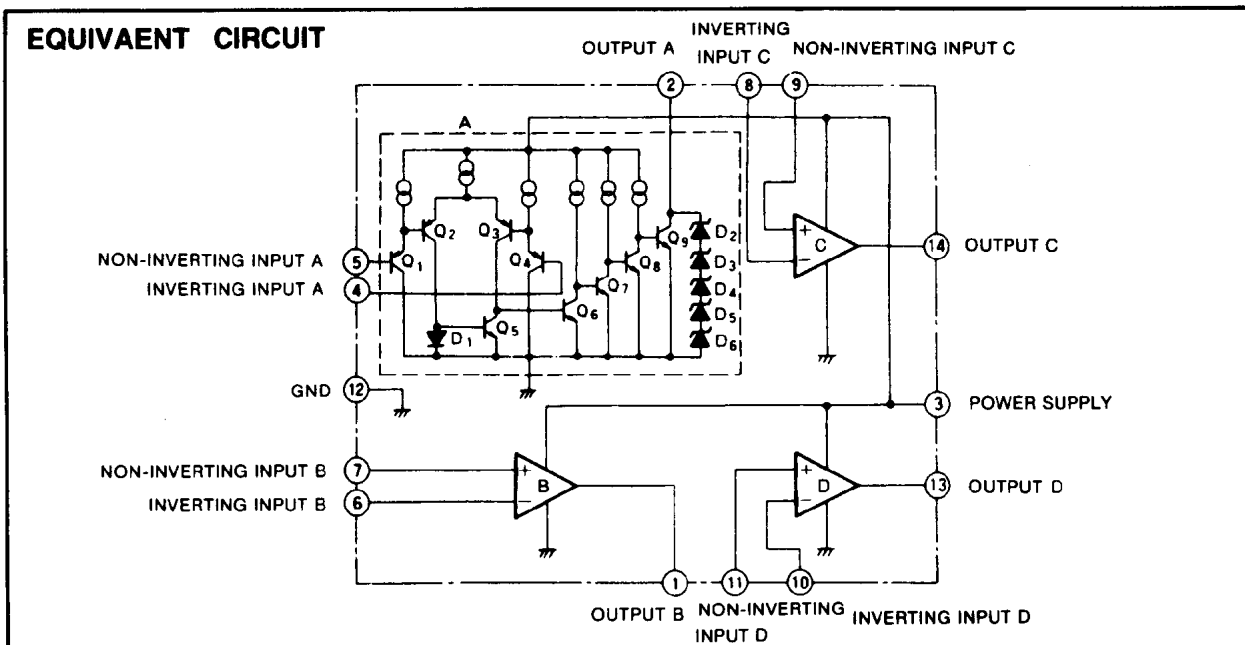 EQUIVAENT CIRCUIT
OUTPUT A
INVERTING
INPUT C
NON-INVERTING INPUT C
2
8
9
A
Q2
Q3
Q1
Q4
Q9
Q8
Q7
Q6
Q5
D1
D2
D3
D4
D5
D6
+
C
−
14
OUTPUT C
NON-INVERTING INPUT A
5
INVERTING INPUT A
4
GND
12
3
POWER SUPPLY
NON-INVERTING INPUT B
7
+
B
−
INVERTING INPUT B
6
+
D
−
13
OUTPUT D
1
11
10
OUTPUT B
NON-INVERTING
INPUT D
INVERTING INPUT D